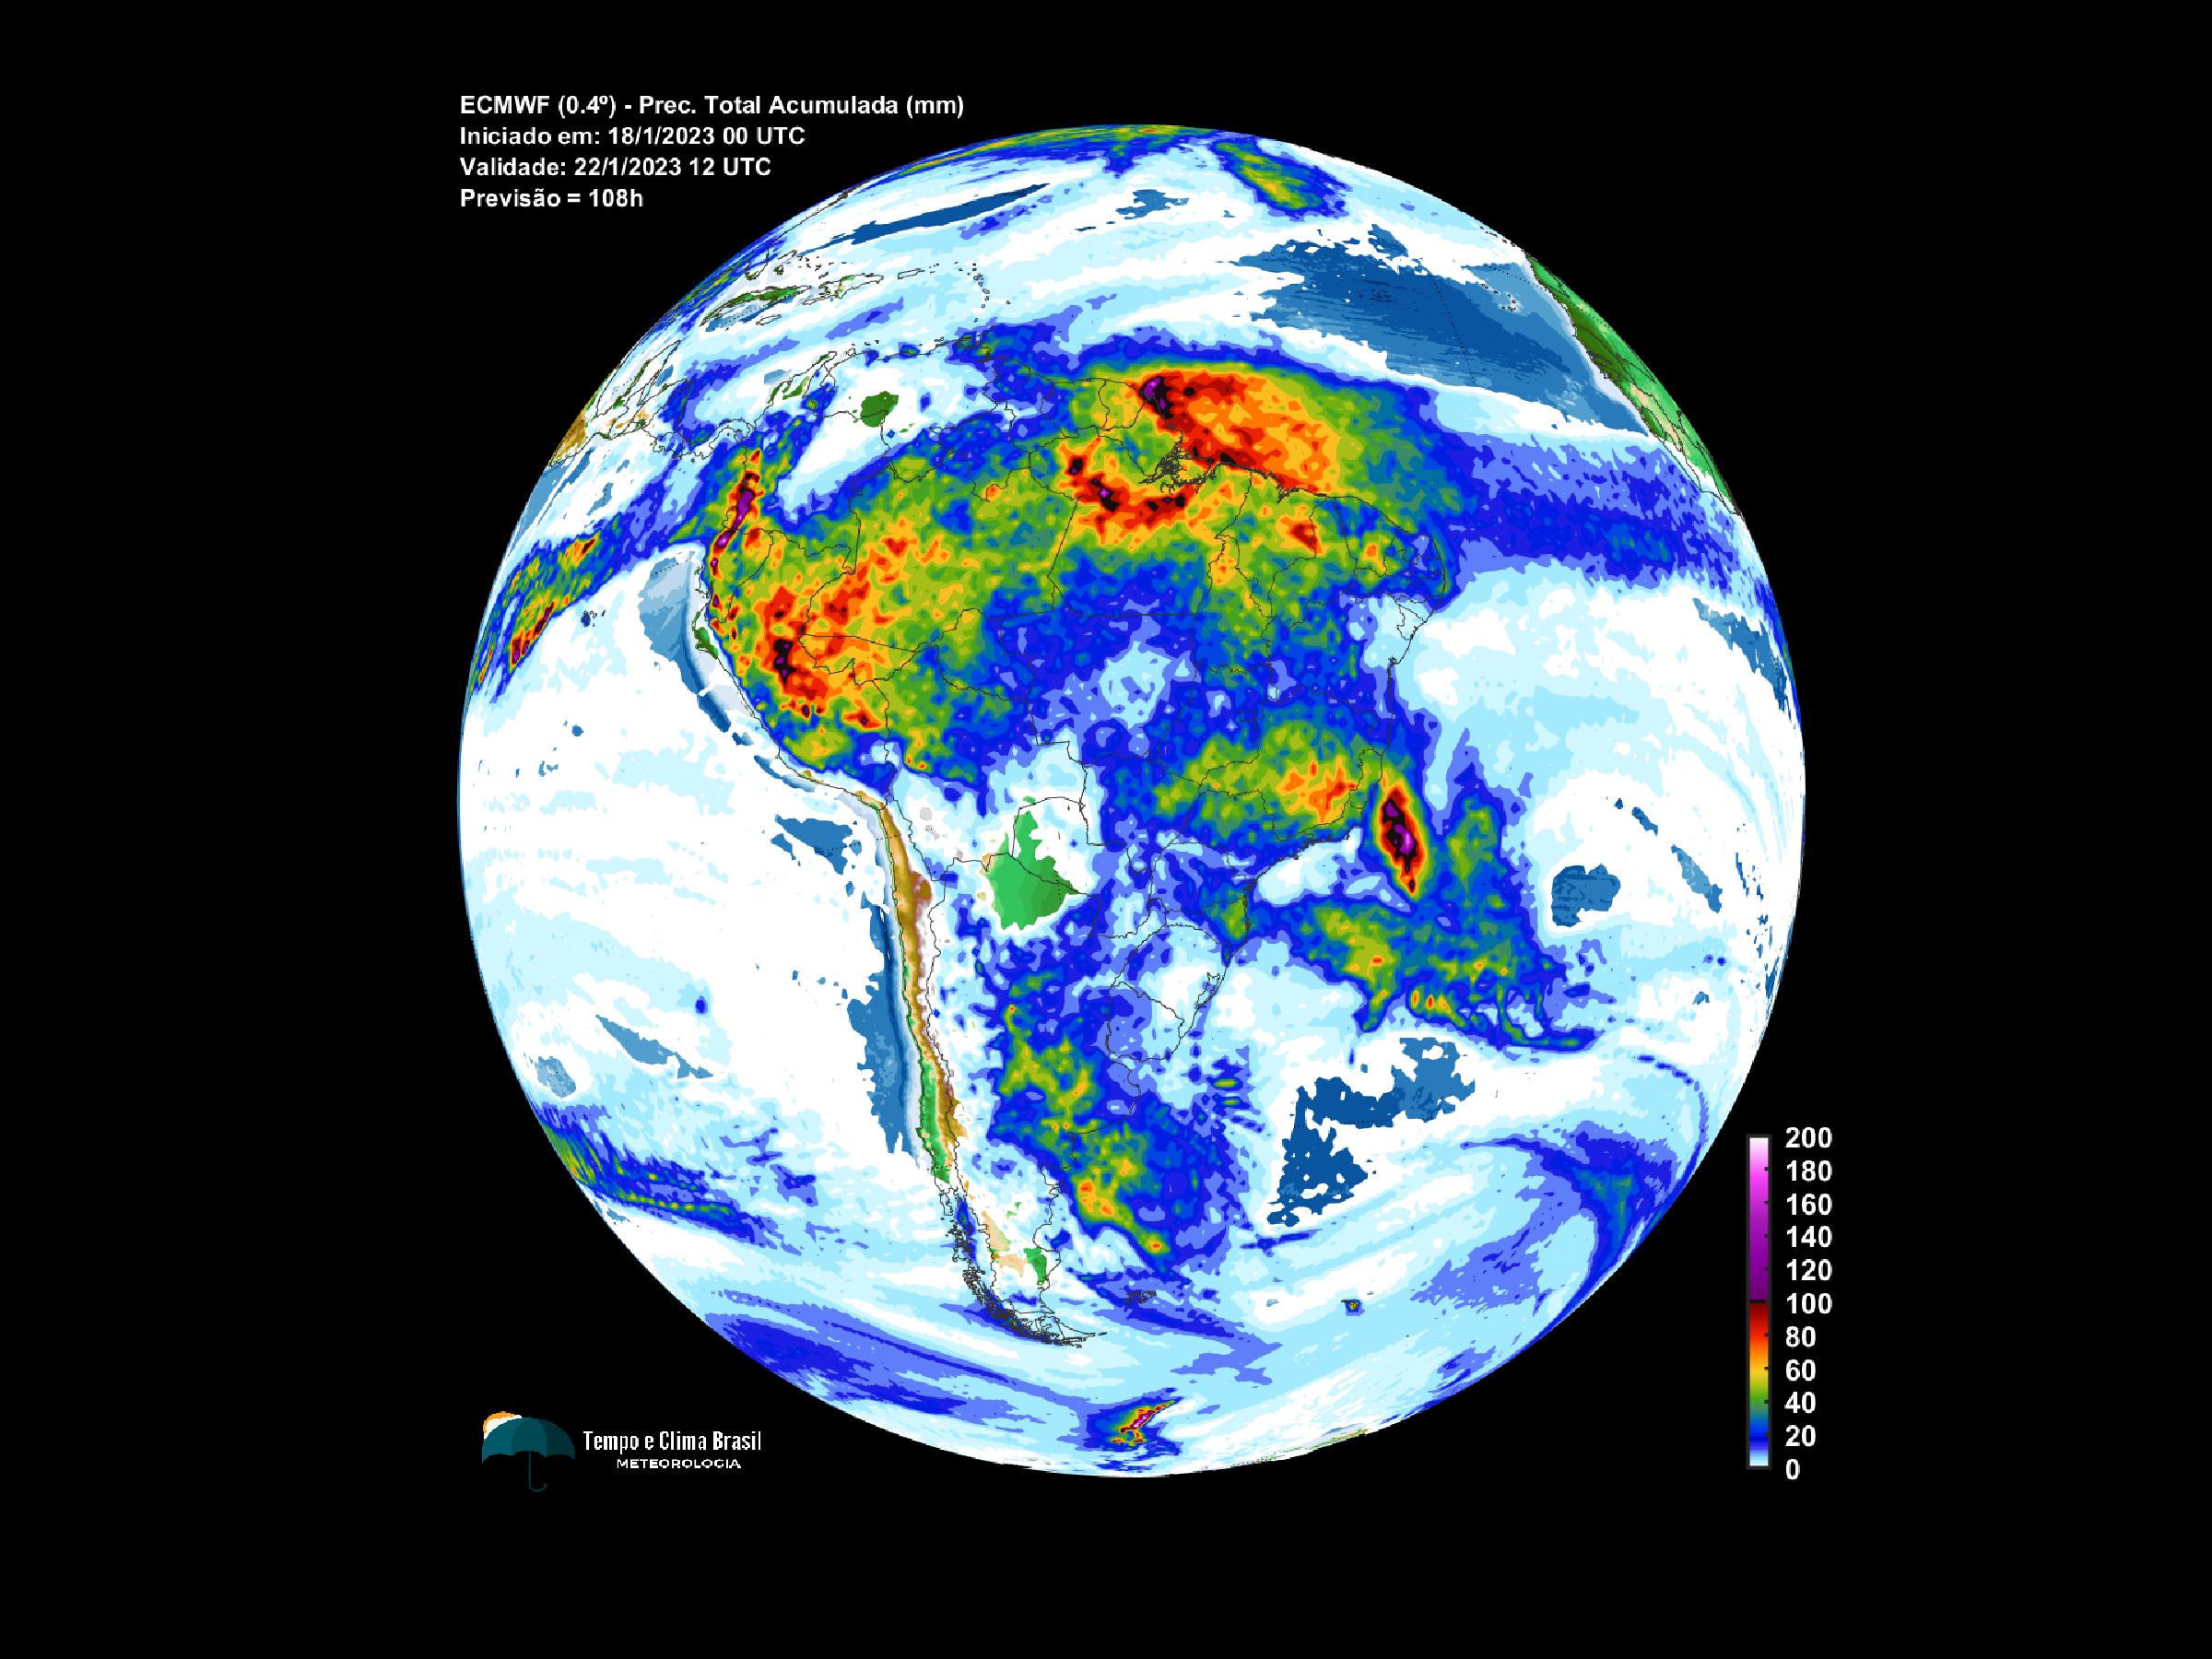 ECMWF (0.4º) - Prec. Total Acumulada (mm)
Iniciado em: 18/1/2023 00 UTC
Validade: 22/1/2023 12 UTC
Previsão = 108h
200
180
160
140
120
100
80
60
40
20
0
Tempo e Clima Brasil
METEOROLOGIA